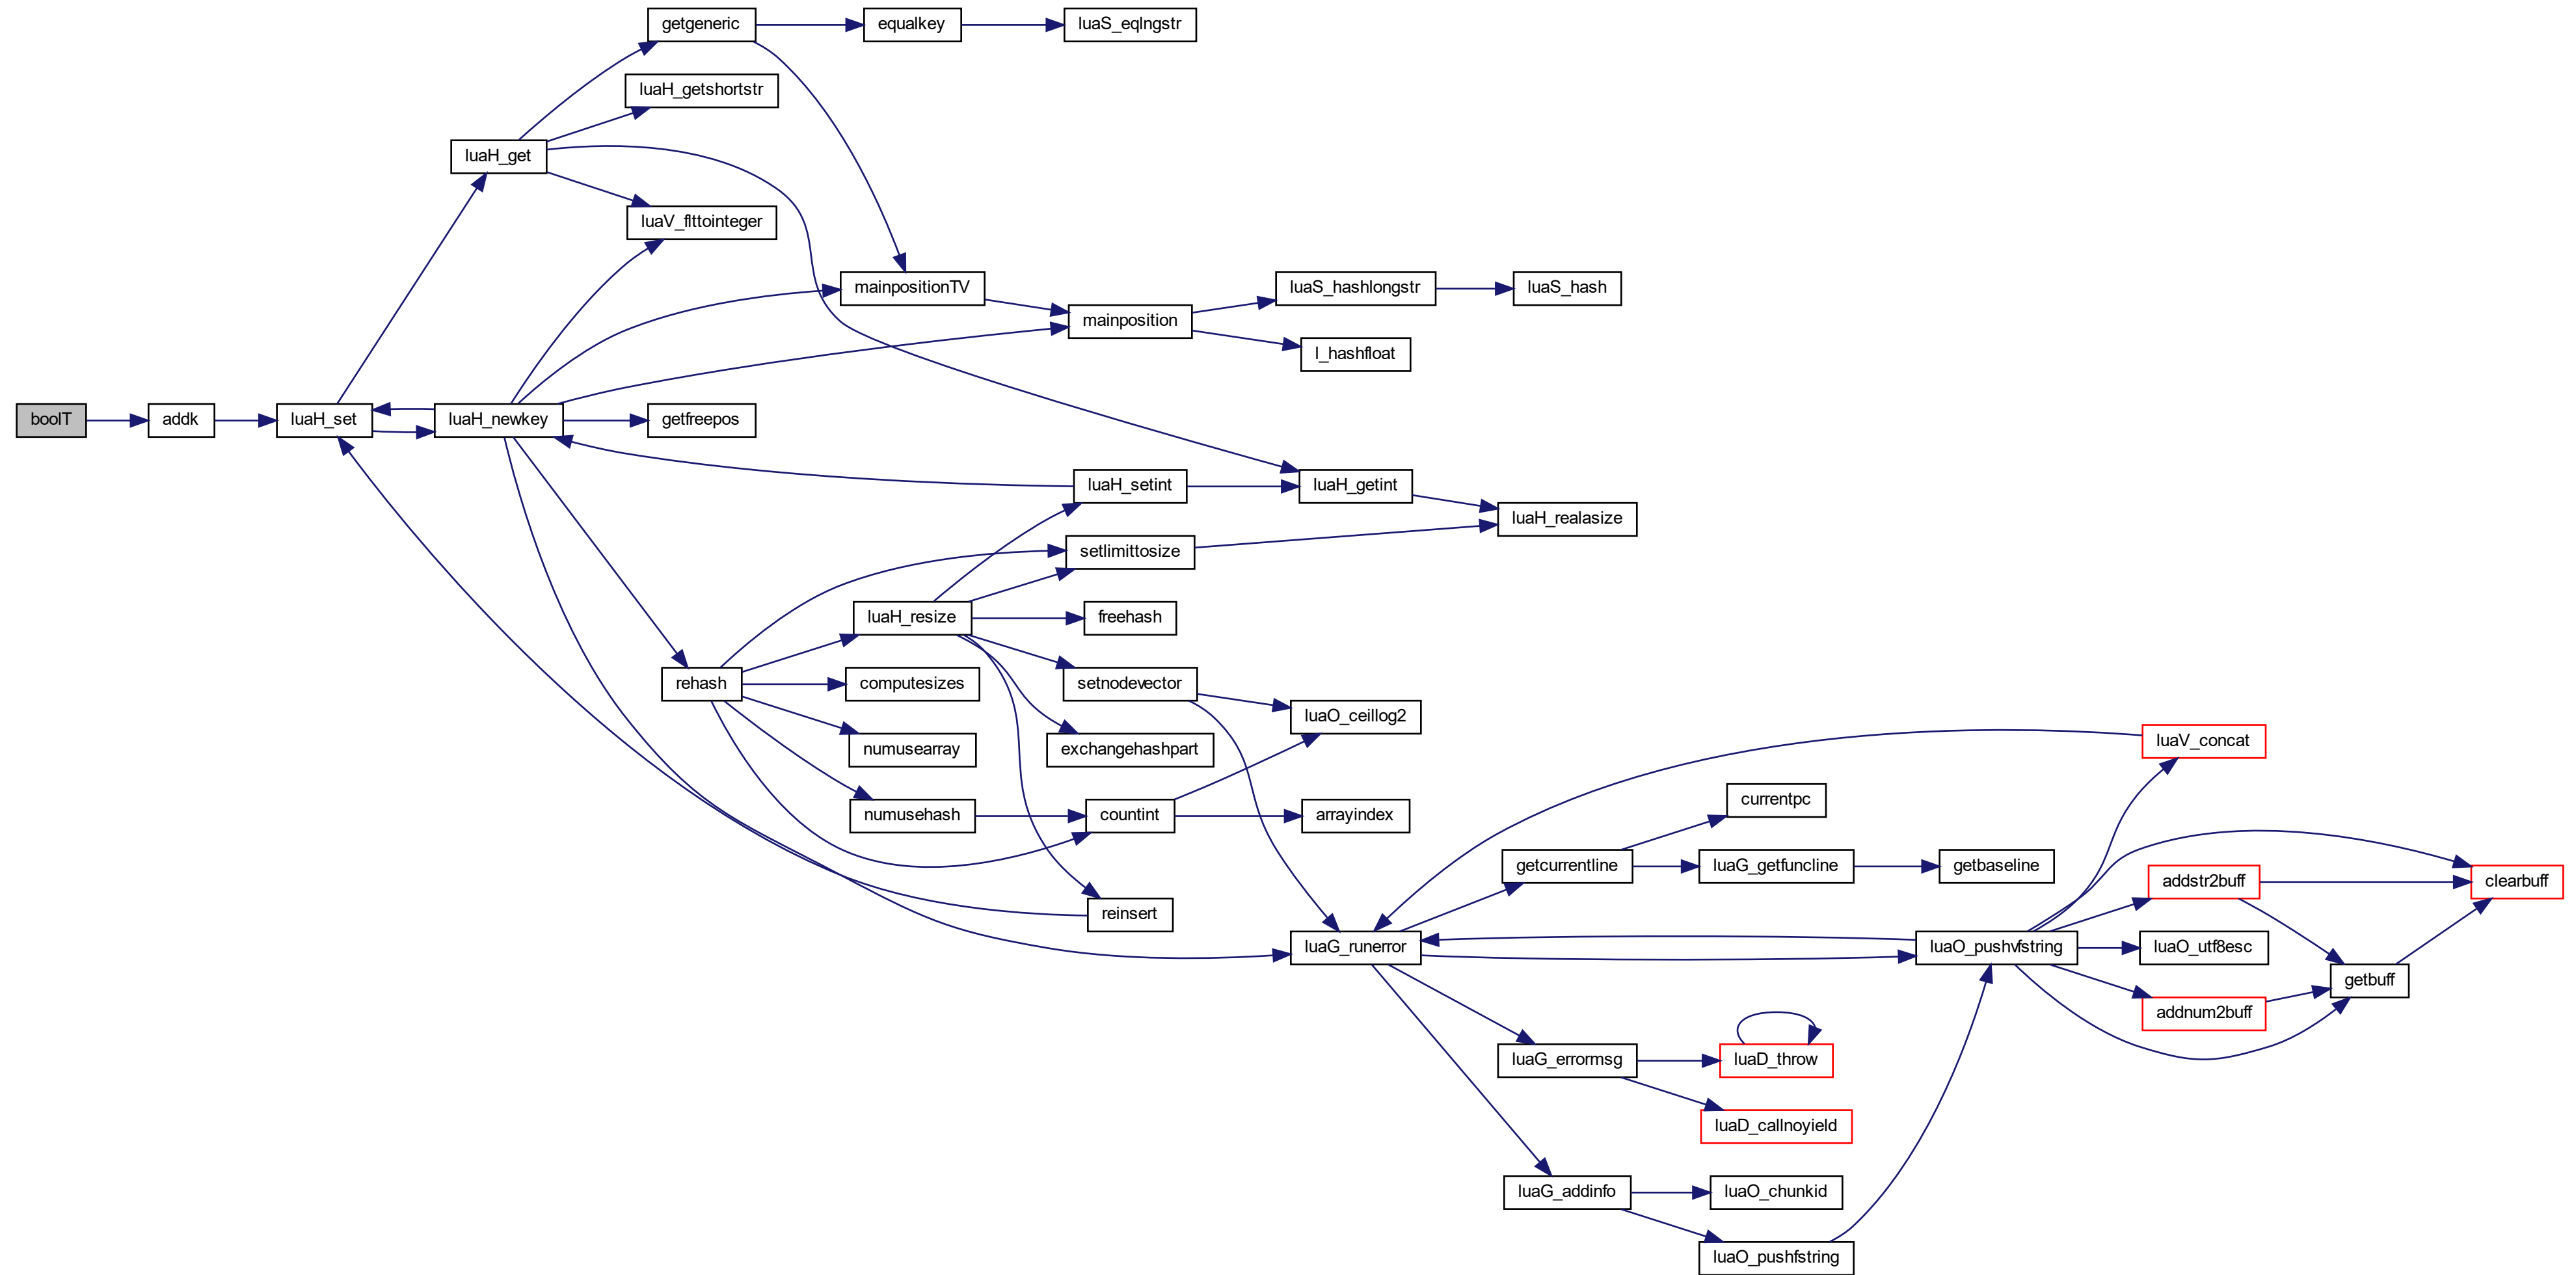 getgeneric
equalkey
luaS_eqlngstr
luaH_getshortstr
luaH_get
luaV_flttointeger
mainpositionTV
luaS_hashlongstr
luaS_hash
mainposition
l_hashfloat
boolT
addk
luaH_set
luaH_newkey
getfreepos
luaH_setint
luaH_getint
luaH_realasize
setlimittosize
luaH_resize
freehash
rehash
computesizes
setnodevector
luaO_ceillog2
numusearray
exchangehashpart
luaV_concat
currentpc
numusehash
countint
arrayindex
getcurrentline
luaG_getfuncline
getbaseline
addstr2buff
clearbuff
reinsert
luaG_runerror
luaO_pushvfstring
luaO_utf8esc
getbuff
addnum2buff
luaG_errormsg
luaD_throw
luaD_callnoyield
luaG_addinfo
luaO_chunkid
luaO_pushfstring